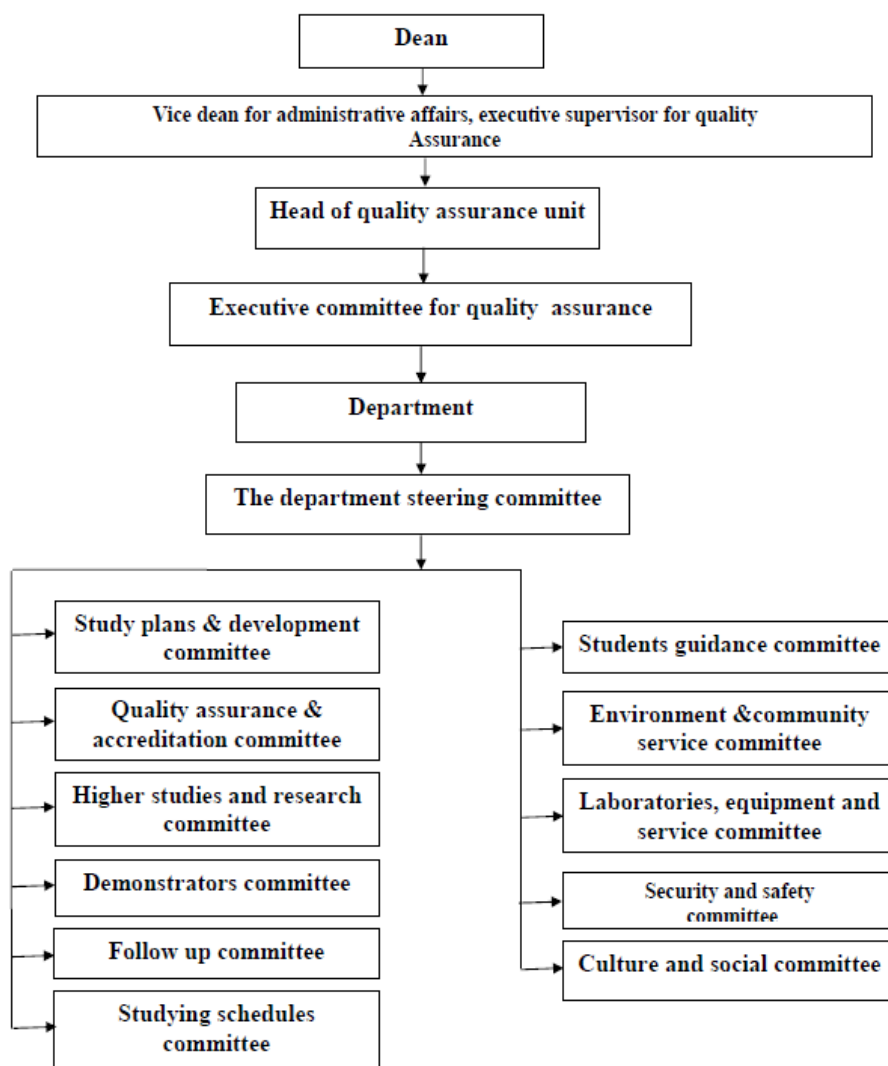 Dean
Vice dean for administrative affairs, executive supervisor for quality
Assurance
Head of quality assurance unit
Executive committee for quality assurance
Department
The department steering committee
Study plans & development
committee
Quality assurance &
accreditation committee
Higher studies and research
committee
Demonstrators committee
Follow up committee
Studying schedules
committee
Students guidance committee
Environment &community
service committee
Laboratories, equipment and
service committee
Security and safety
committee
Culture and social committee